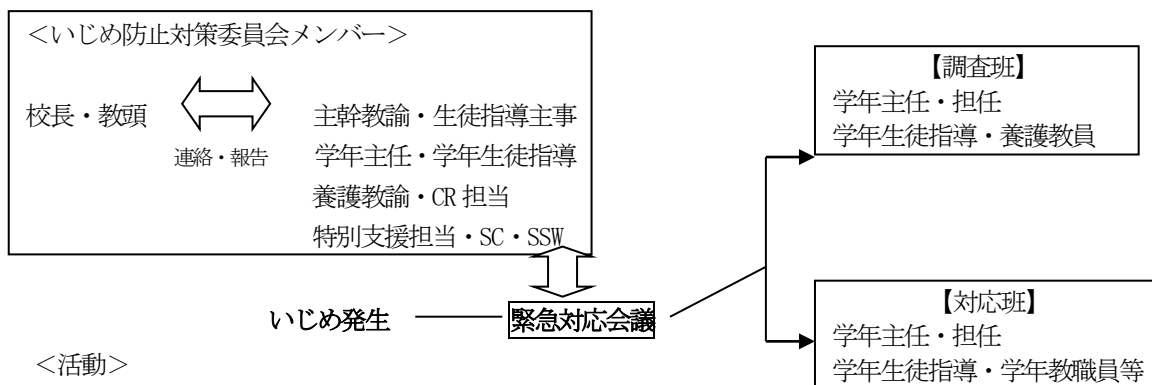 ＜いじめ防止対策委員会メンバー＞
校長・教頭
連絡・報告
主幹教諭・生徒指導主事
学年主任・学年生徒指導
養護教諭・CR 担当
特別支援担当・SC・SSW
いじめ発生
緊急対応会議
【調査班】
学年主任・担任
学年生徒指導・養護教員
【対応班】
学年主任・担任
学年生徒指導・学年教職員等
＜活動＞